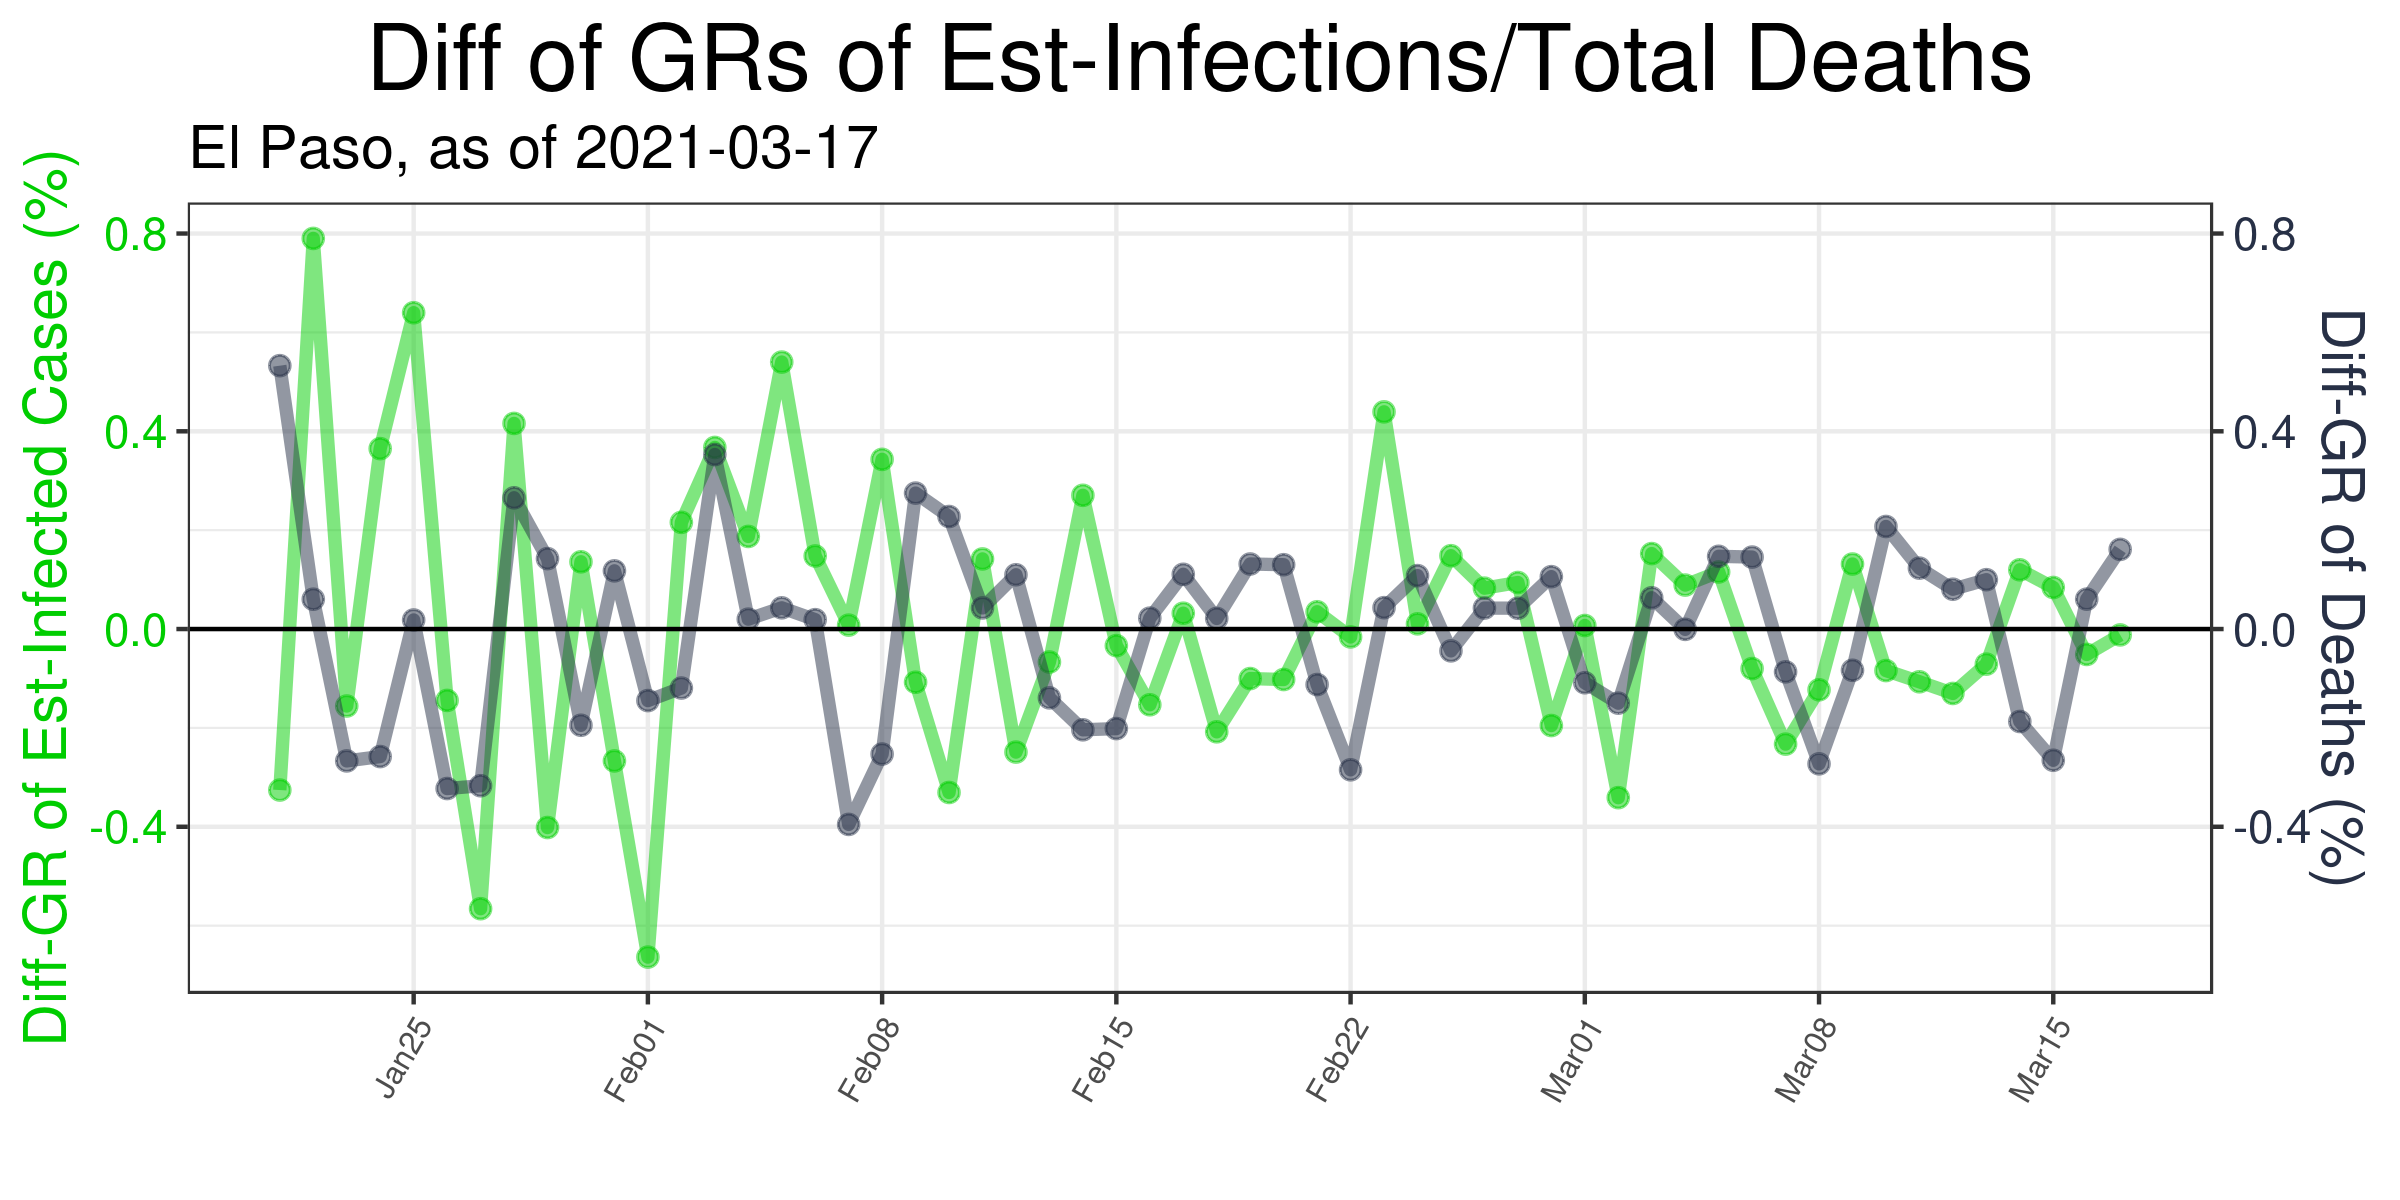 Diff of GRs of Est-Infections/Total Deaths
El Paso, as of 2021-03-17
Diff-GR of Est-Infected Cases (%)
0.8
0.4
0.0
-0.4
0.8
0.4
0.0
-0.4
Diff-GR of Deaths (%)
Jan25
Feb01
Feb08
Feb15
Feb22
Mar01
Mar08
Mar15